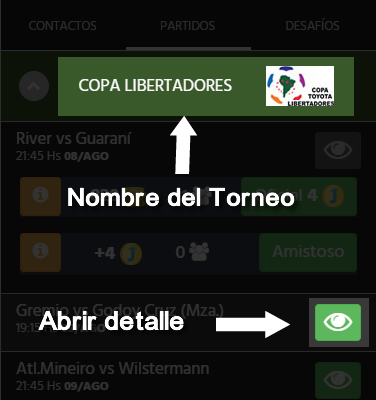 CONTACTOS PARTIDOS DESAFÍOS
COPA LIBERTADORES
COPA
TOYOTA
LIBERTADORES
River vs Guaraní
21:45 Hs 08/AGO
Nombre del Torneo
4 J
+4 J 0 Amistoso
Gremio vs Godoy Cruz (Mza.)
19:15
Abrir detalle
Atl.Mineiro vs Wilstermann
21:45 Hs 09/AGO